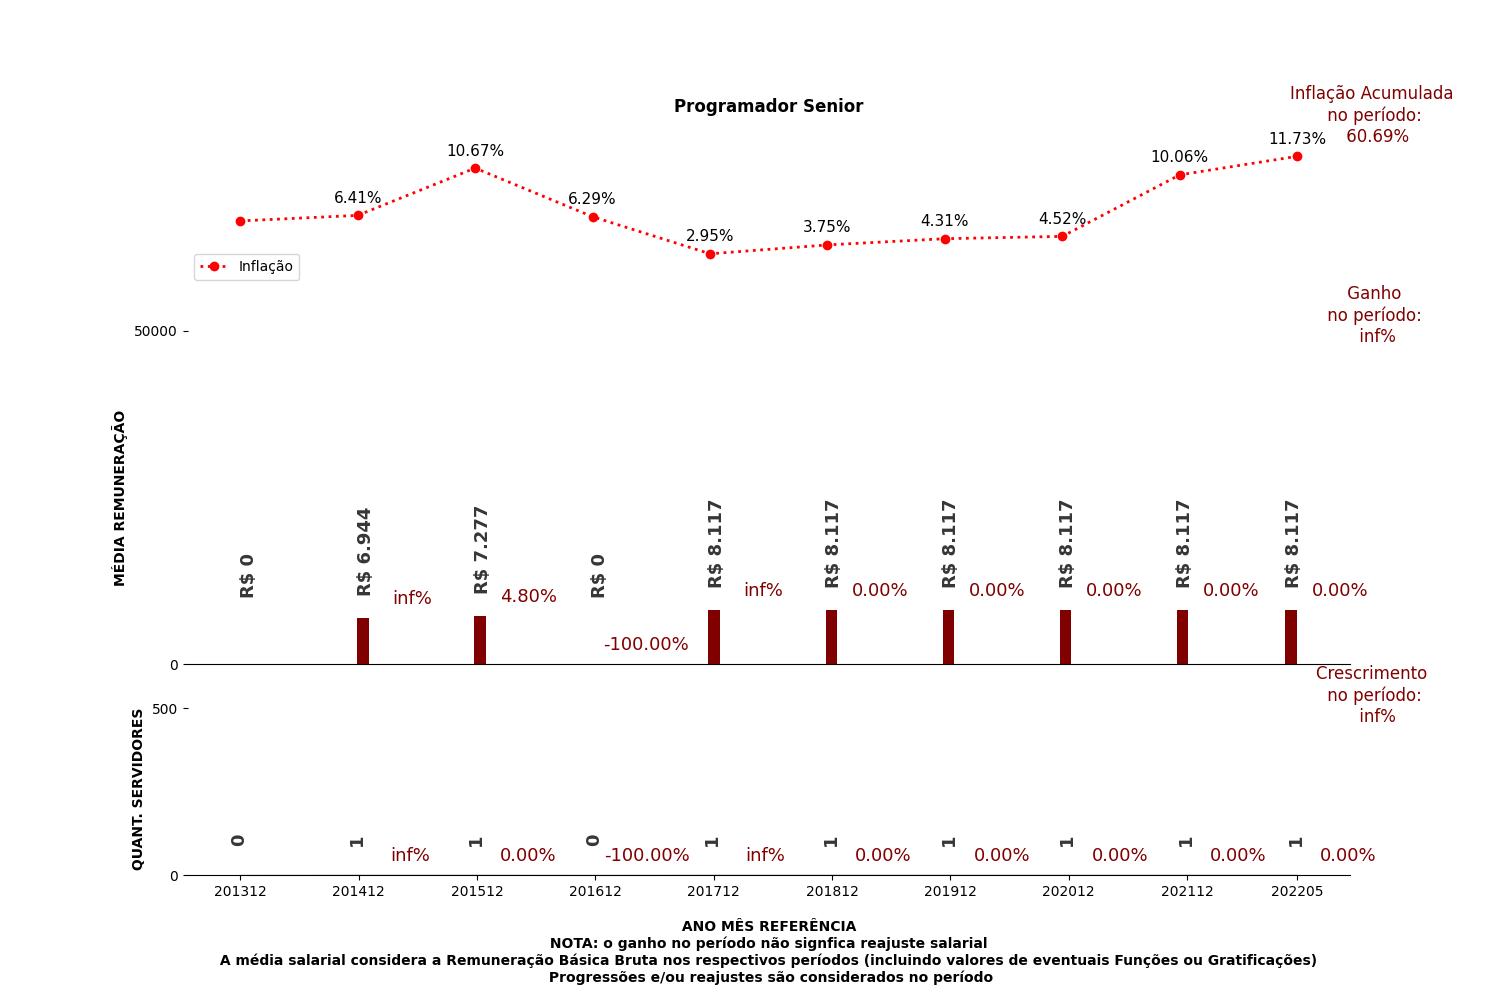 Programador Senior
Inflação Acumulada
no período:
60.69%
6.41%
10.67%
6.29%
2.95%
3.75%
4.31%
4.52%
10.06%
11.73%
Inflação
Ganho
no período:
inf%
MÉDIA REMUNERAÇÃO
50000
0
R$ 0
R$ 6.944
R$ 7.277
R$ 0
R$ 8.117
R$ 8.117
R$ 8.117
R$ 8.117
R$ 8.117
R$ 8.117
inf%
4.80%
-100.00%
inf%
0.00%
0.00%
0.00%
0.00%
0.00%
Crescrimento
no período:
inf%
QUANT. SERVIDORES
500
0
0
1
1
0
1
1
1
1
1
1
inf%
0.00%
-100.00%
inf%
0.00%
0.00%
0.00%
0.00%
0.00%
201312
201412
201512
201612
201712
201812
201912
202012
202112
202205
ANO MÊS REFERÊNCIA
NOTA: o ganho no período não signfica reajuste salarial
A média salarial considera a Remuneração Básica Bruta nos respectivos períodos (incluindo valores de eventuais Funções ou Gratificações)
Progressões e/ou reajustes são considerados no período